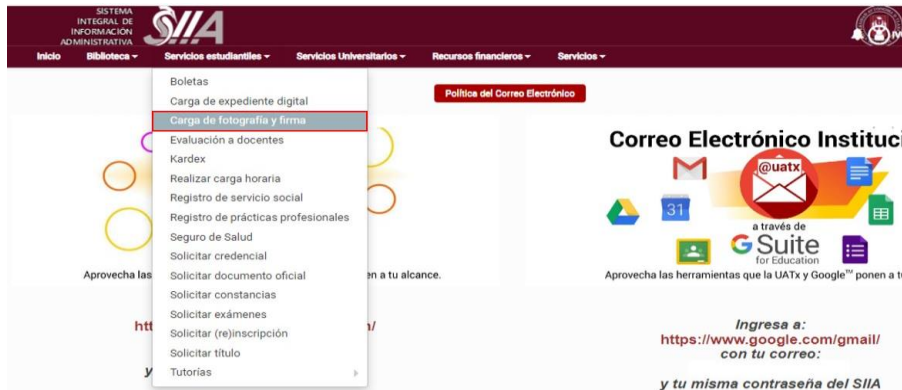 SISTEMA
INTEGRAL DE
INFORMACIÓN
ADMINISTRATIVA
SIIA
Inicio Biblioteca Servicios estudiantiles Servicios Universitarios Recursos financieros Servicios
Política del Correo Electrónico
Boletas
Carga de expediente digital
Carga de fotografía y firma
Evaluación a docentes
Kardex
Realizar carga horaria
Registro de servicio social
Registro de prácticas profesionales
Seguro de Salud
Solicitar credencial
Solicitar documento oficial
Solicitar constancias
Solicitar exámenes
Solicitar (re)inscripción
Solicitar título
Tutorías
Aprovecha las en a tu alcance.
htt n/
y
Correo Electrónico Instituci
@uatx
31
a través de
G Suite
for Education
Aprovecha las herramientas que la UATx y Google™ ponen a t
Ingresa a:
https://www.google.com/gmail/
con tu correo:
y tu misma contraseña del SIIA